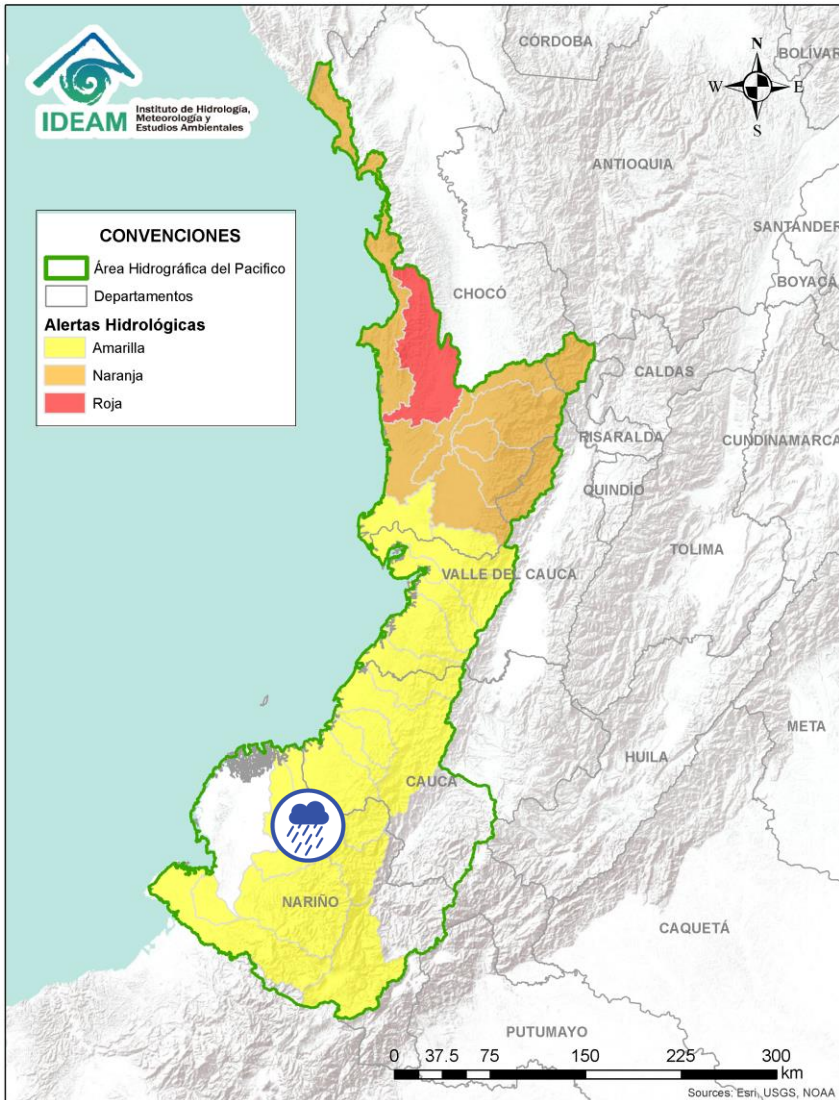 IDEAM
Instituto de Hidrología,
Meteorología y
Estudios Ambientales
CÓRDOBA
BOLÍVAR
N
W E
S
ANTIOQUIA
SANTANDER
BOYACÁ
CONVENCIONES
Área Hidrográfica del Pacifico
Departamentos
Alertas Hidrológicas
Amarilla
Naranja
Roja
CHOCÓ
CALDAS
RISARALDA
CUNDINAMARCA
QUINDÍO
TOLIMA
VALLE DEL CAUCA
META
HUILA
CAUCA
NARIÑO
CAQUETÁ
PUTUMAYO
0 37.5 75 150 225 300
km
Sources: Esri, USGS, NOAA